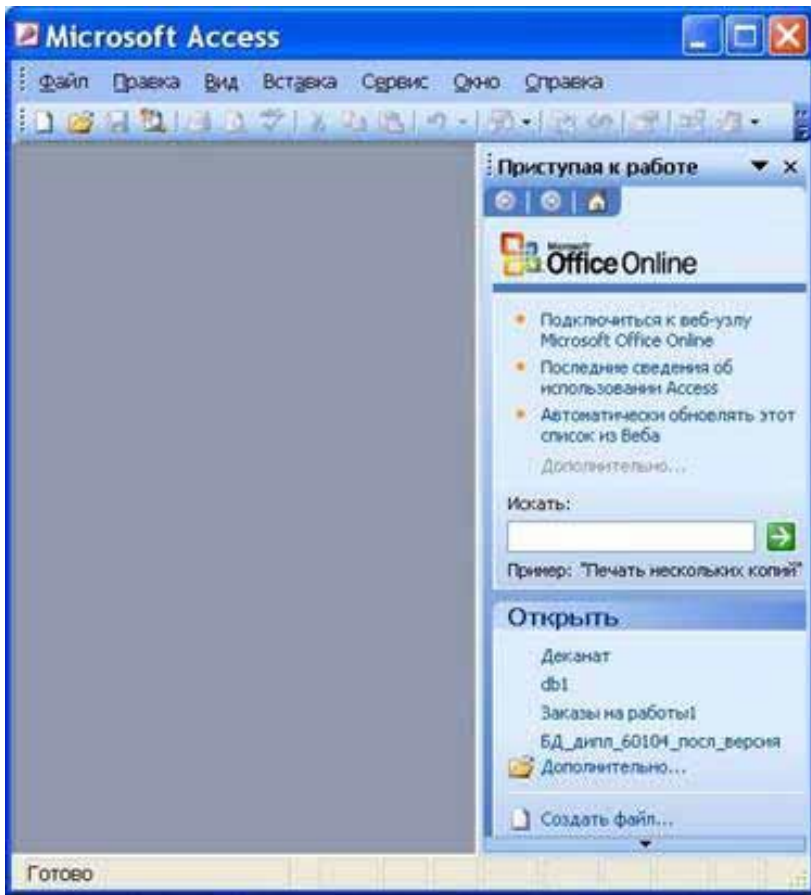 Microsoft Access
Файл Правка Вид Вставка Сервис Окно Справка
Приступая к работе
Microsoft
Office Online
Подключиться к веб-узлу
Microsoft Office Online
Последние сведения об
использовании Access
Автоматически обновлять этот
список из Веба
Дополнительно...
Искать:
Пример: "Печать нескольких копий"
Открыть
Деканат
db1
Заказы на работы1
БД_дипл_60104_посл_версия
Дополнительно...
Создать файл...
Готово